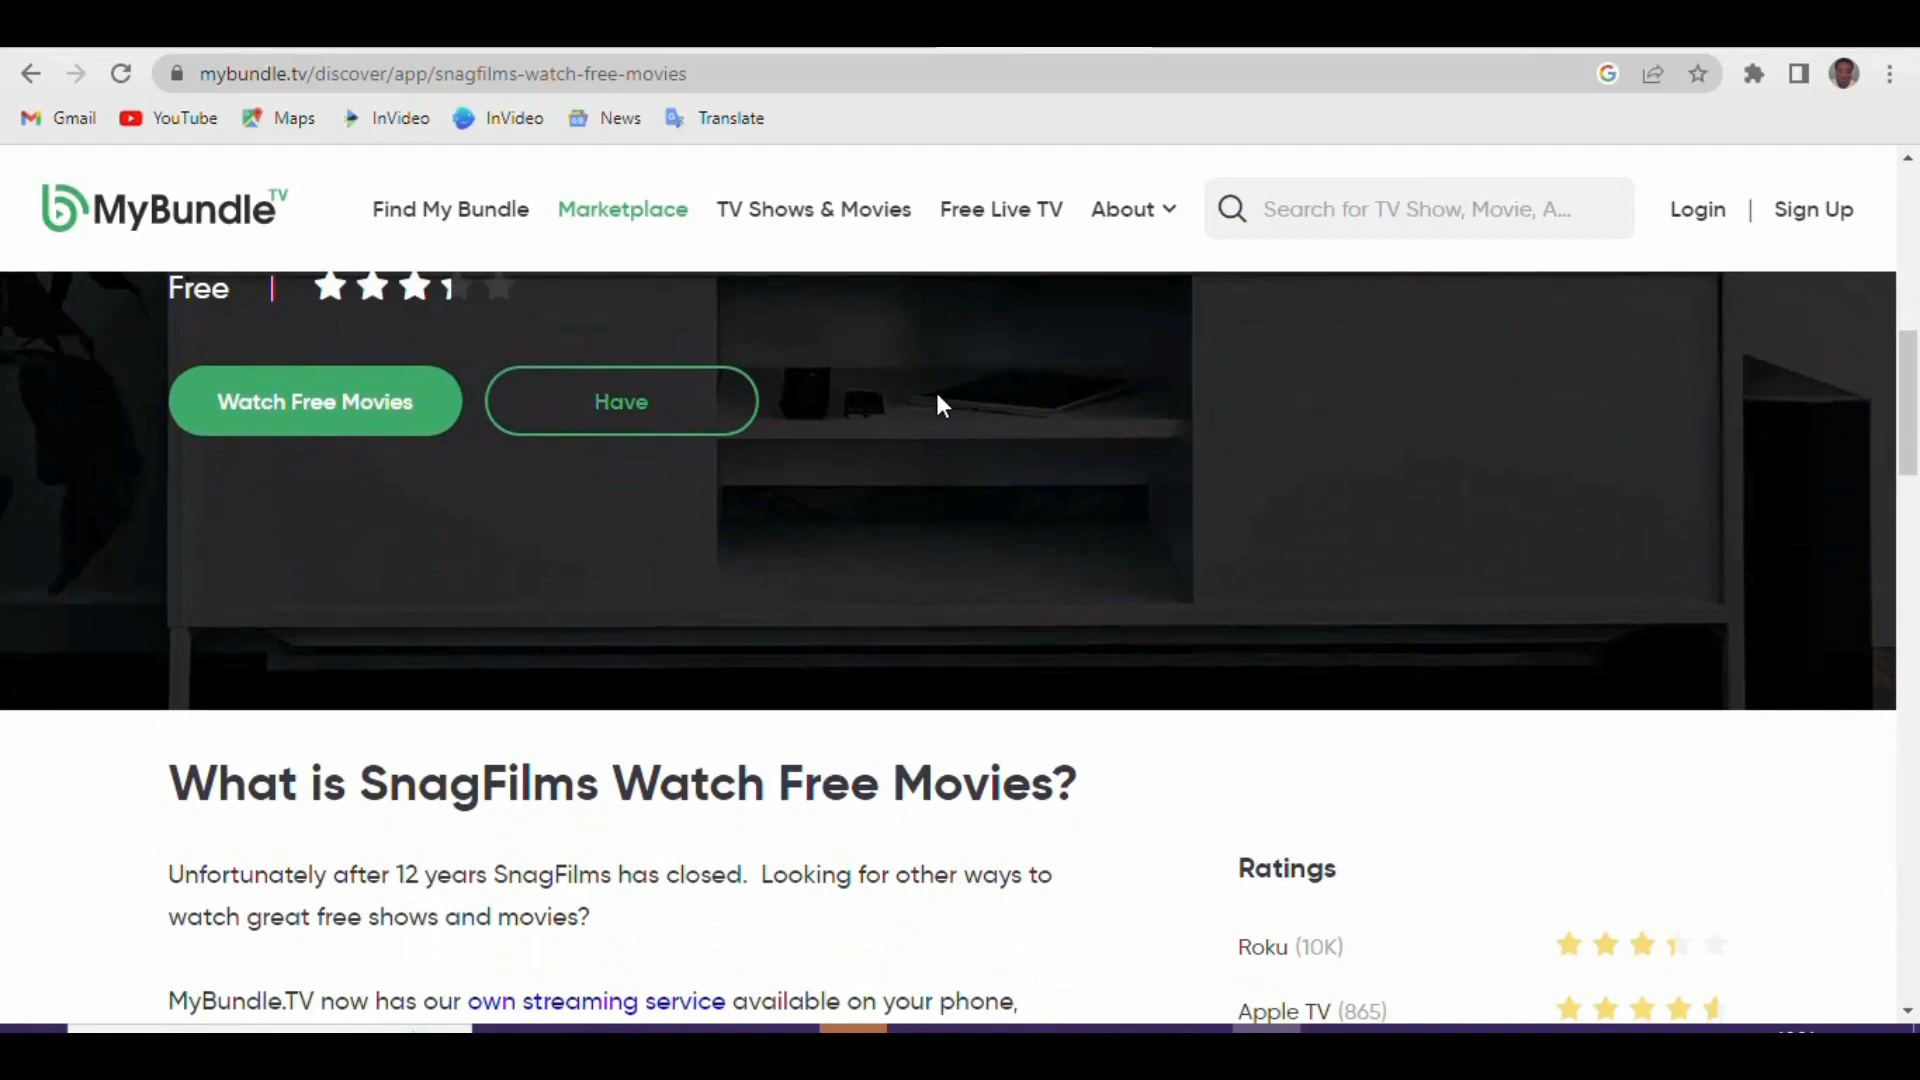 mybundle.tv/discover/app/snagfilms-watch-free-movies
Gmail YouTube Maps InVideo InVideo News Translate
MyBundle TV Find My Bundle Marketplace TV Shows & Movies Free Live TV About Search for TV Show, Movie, A... Login | Sign Up
Free |
Watch Free Movies Have
What is SnagFilms Watch Free Movies?
Unfortunately after 12 years SnagFilms has closed. Looking for other ways to
watch great free shows and movies?
MyBundle.TV now has our own streaming service available on your phone,
Ratings
Roku (10K)
Apple TV (865)